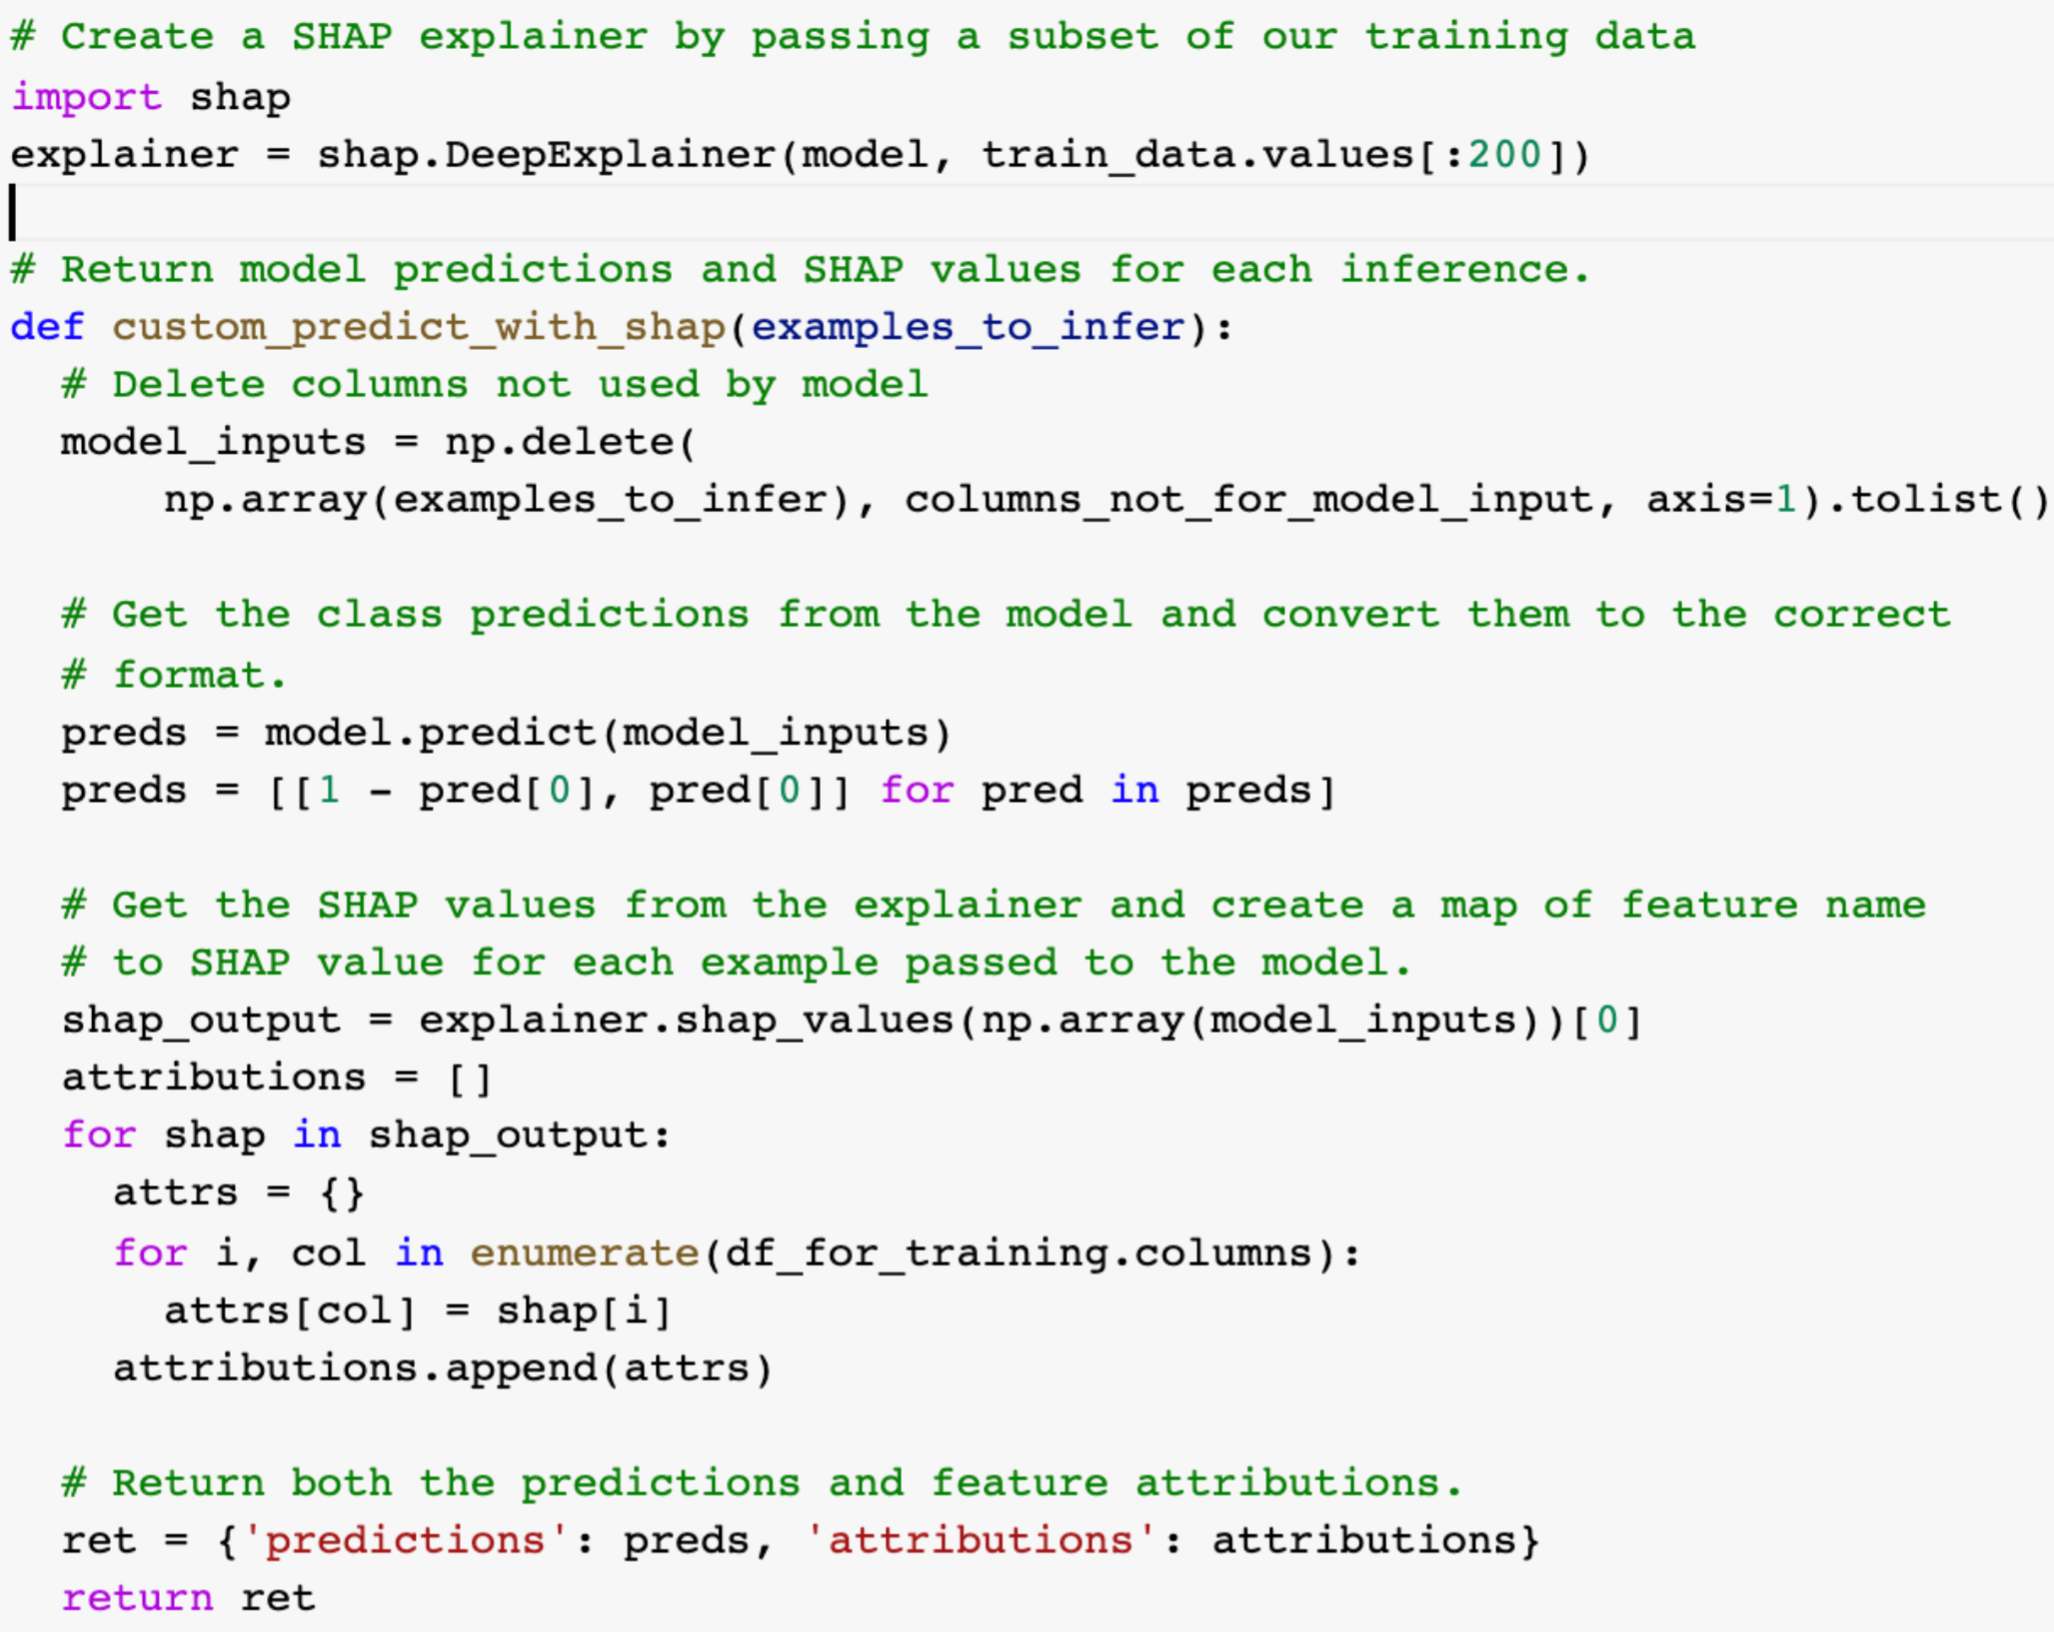 # Create a SHAP explainer by passing a subset of our training data
import shap
explainer = shap.DeepExplainer(model, train_data.values[:200])

# Return model predictions and SHAP values for each inference.
def custom_predict_with_shap(examples_to_infer):
  # Delete columns not used by model
  model_inputs = np.delete(
      np.array(examples_to_infer), columns_not_for_model_input, axis=1).tolist()

  # Get the class predictions from the model and convert them to the correct
  # format.
  preds = model.predict(model_inputs)
  preds = [[1 - pred[0], pred[0]] for pred in preds]

  # Get the SHAP values from the explainer and create a map of feature name
  # to SHAP value for each example passed to the model.
  shap_output = explainer.shap_values(np.array(model_inputs))[0]
  attributions = []
  for shap in shap_output:
    attrs = {}
    for i, col in enumerate(df_for_training.columns):
      attrs[col] = shap[i]
    attributions.append(attrs)

  # Return both the predictions and feature attributions.
  ret = {'predictions': preds, 'attributions': attributions}
  return ret